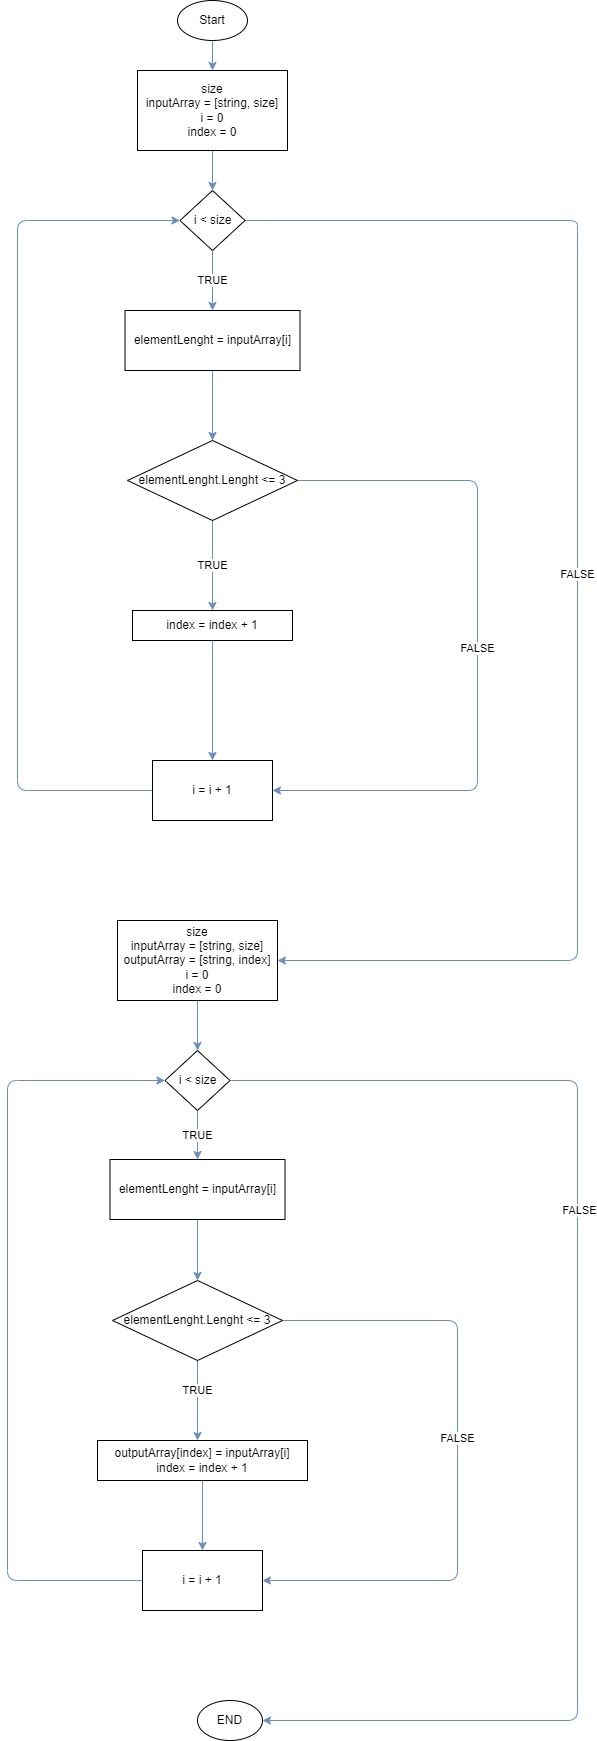 Start
size
inputArray = [string, size]
i = 0
index = 0
i < size
TRUE
elementLenght = inputArray[i]
elementLenght.Lenght <= 3
FALSE
TRUE
index = index + 1
FALSE
i = i + 1
size
inputArray = [string, size]
outputArray = [string, index]
i = 0
index = 0
i < size
TRUE
elementLenght = inputArray[i]
FALSE
elementLenght.Lenght <= 3
TRUE
FALSE
outputArray[index] = inputArray[i]
index = index + 1
i = i + 1
END